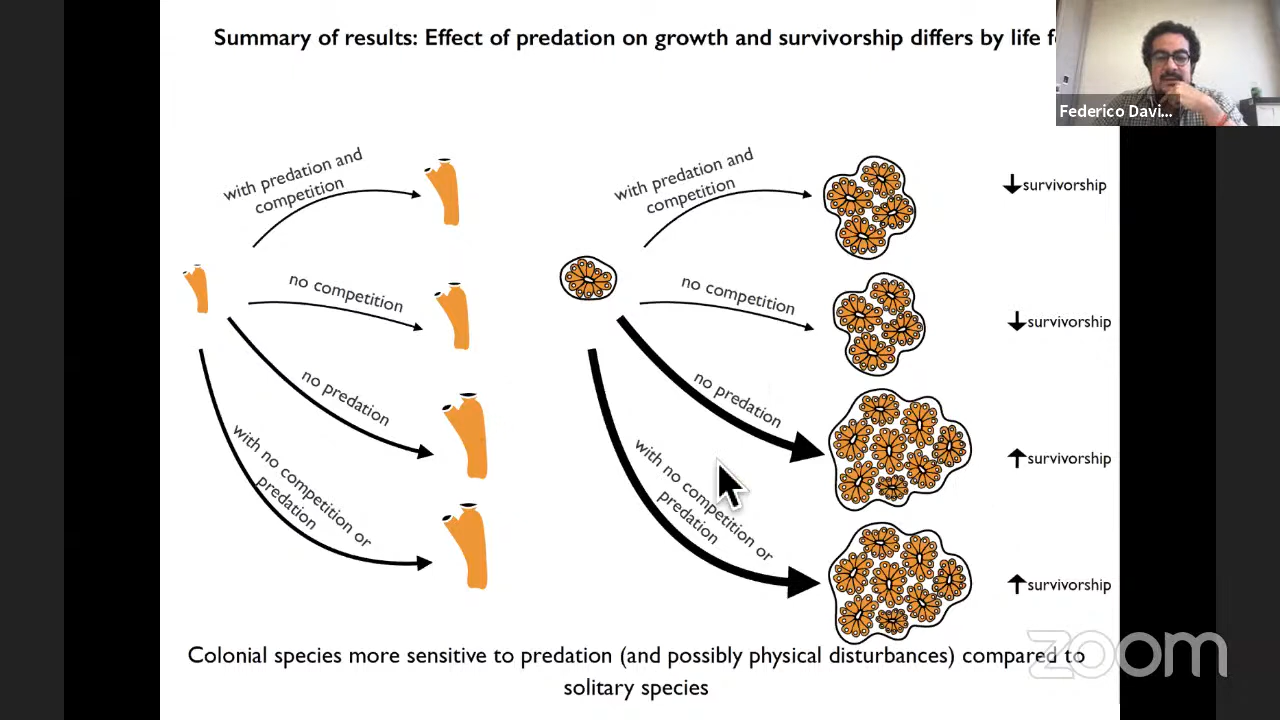 Summary of results: Effect of predation on growth and survivorship differs by life
Federico Davi...
with predation and
competition
no competition
no predation
with no competition or
predation
with predation and
competition
no competition
no predation
with no competition or
predation
survivorship
survivorship
survivorship
survivorship
Colonial species more sensitive to predation (and possibly physical disturbances) compared to
solitary species
zoom